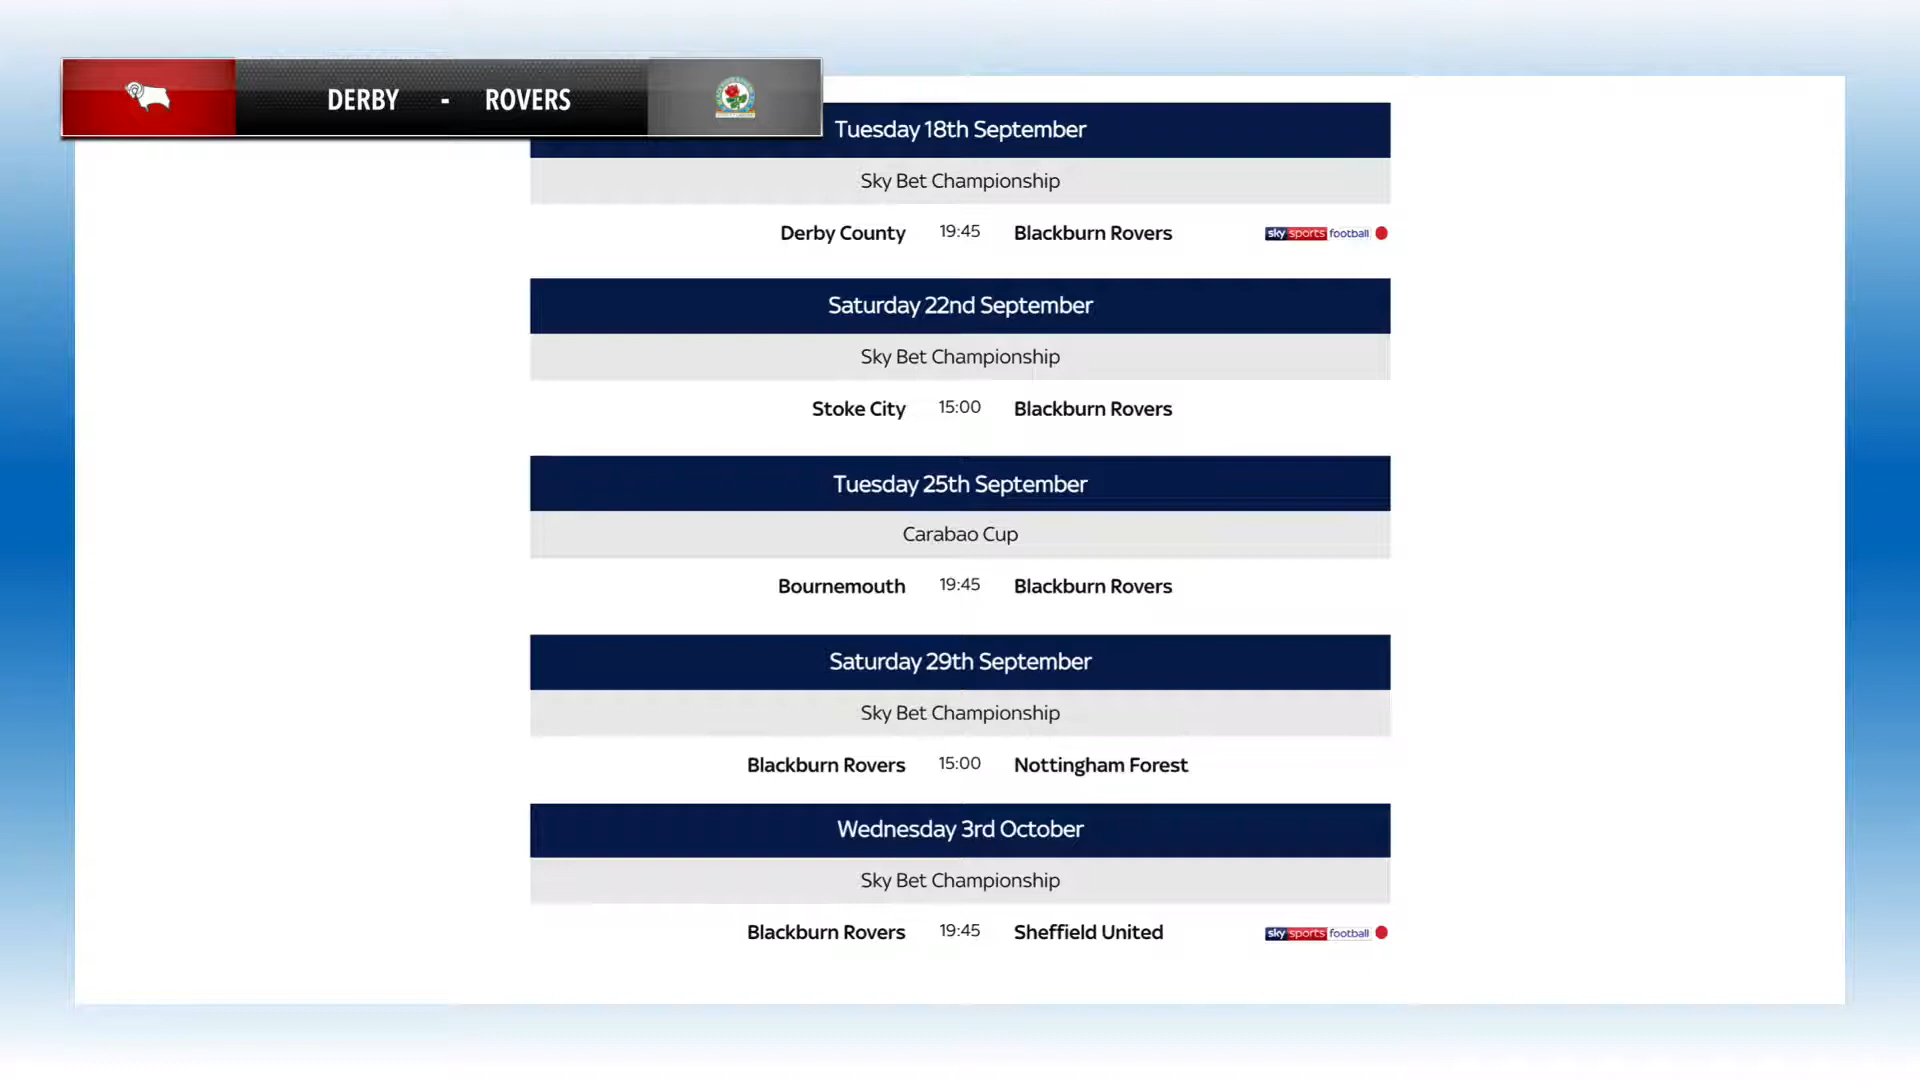 DERBY - ROVERS
Tuesday 18th September
Sky Bet Championship
Derby County 19:45 Blackburn Rovers sky sports football
Saturday 22nd September
Sky Bet Championship
Stoke City 15:00 Blackburn Rovers
Tuesday 25th September
Carabao Cup
Bournemouth 19:45 Blackburn Rovers
Saturday 29th September
Sky Bet Championship
Blackburn Rovers 15:00 Nottingham Forest
Wednesday 3rd October
Sky Bet Championship
Blackburn Rovers 19:45 Sheffield United sky sports football